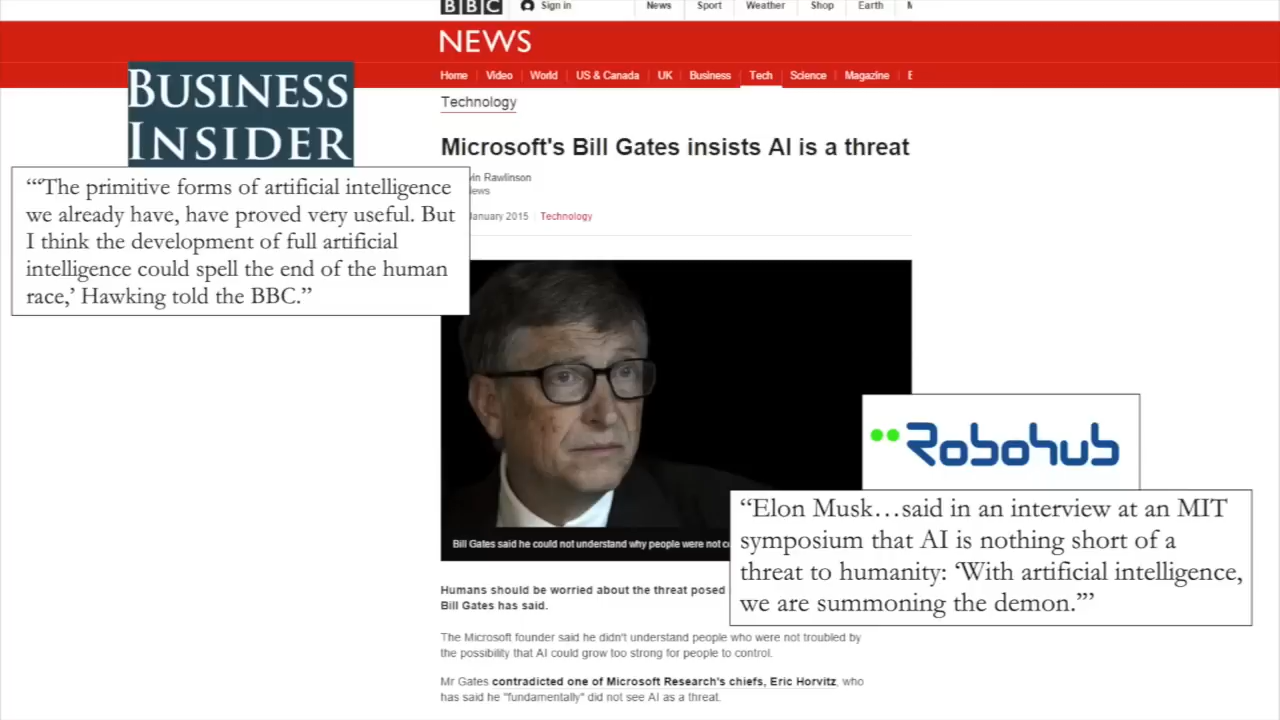 BBC Sign in News Sport Weather Shop Earth
NEWS
Home Video World US & Canada UK Business Tech Science Magazine
Technology
Microsoft's Bill Gates insists AI is a threat
Rawlinson
January 2015 Technology
BUSINESS
INSIDER
“‘The primitive forms of artificial intelligence
we already have, have proved very useful. But
I think the development of full artificial
intelligence could spell the end of the human
race,’ Hawking told the BBC.”
Bill Gates said he could not understand why people were not
Robohub
“Elon Musk…said in an interview at an MIT
symposium that AI is nothing short of a
threat to humanity: ‘With artificial intelligence,
we are summoning the demon.”’
Humans should be worried about the threat posed
Bill Gates has said.
The Microsoft founder said he didn't understand people who were not troubled by
the possibility that AI could grow too strong for people to control.
Mr Gates contradicted one of Microsoft Research's chiefs, Eric Horvitz, who
has said he "fundamentally" did not see AI as a threat.